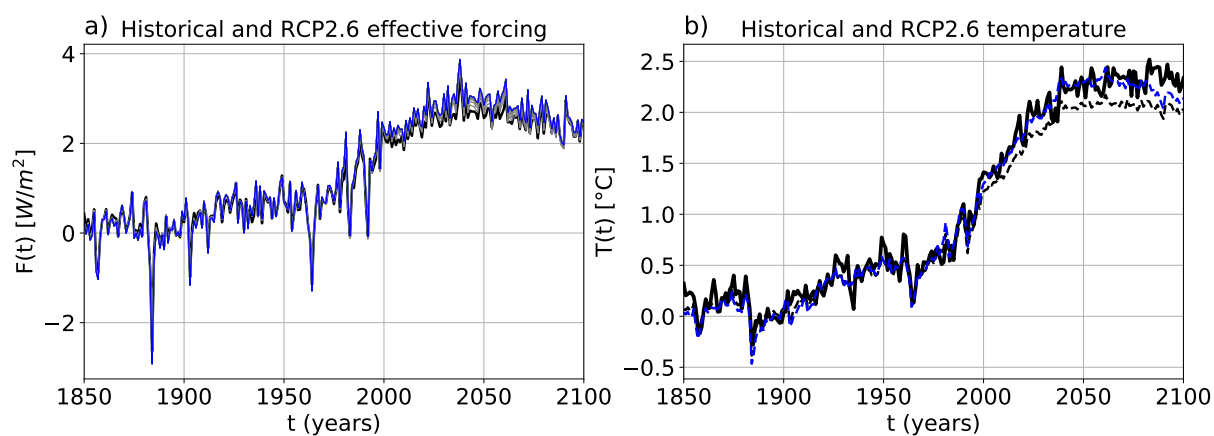 a) Historical and RCP2.6 effective forcing
4
2
0
−2
F(t) [W/m²]
1850 1900 1950 2000 2050 2100
t (years)
b) Historical and RCP2.6 temperature
2.5
2.0
1.5
1.0
0.5
0.0
−0.5
T(t) [°C]
1850 1900 1950 2000 2050 2100
t (years)